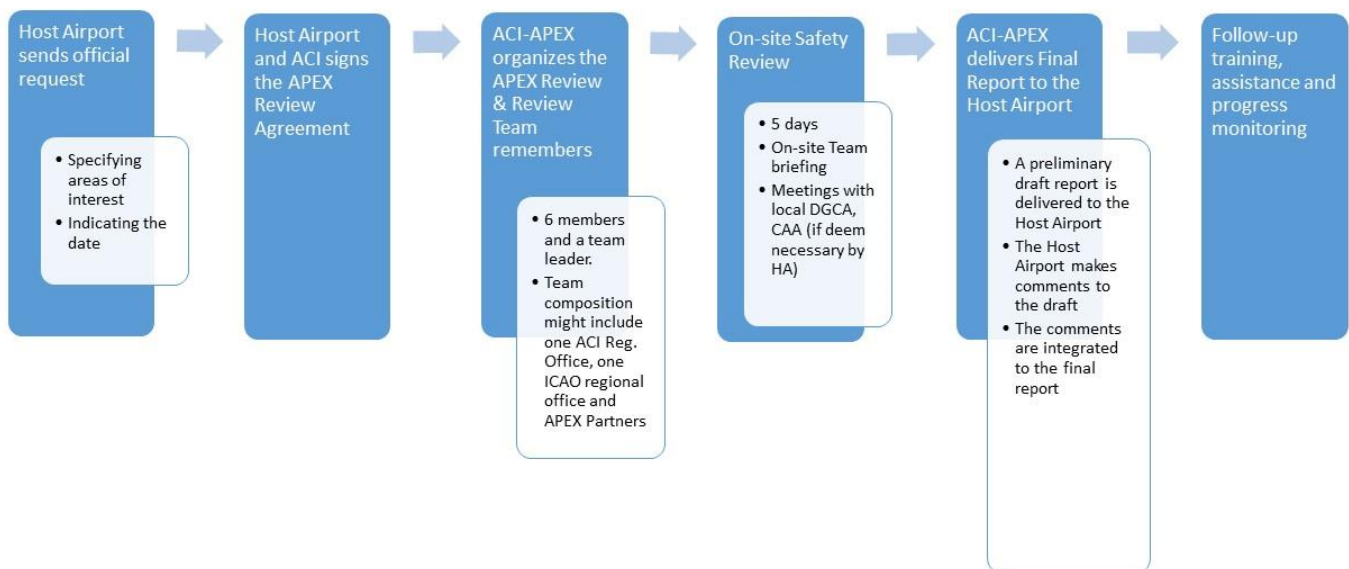 Host Airport
sends official
request
• Specifying
areas of
interest
• Indicating the
date
Host Airport
and ACI signs
the APEX
Review
Agreement
ACI-APEX
organizes the
APEX Review
& Review
Team
remembers
• 6 members
and a team
leader.
• Team
composition
might include
one ACI Reg.
Office, one
ICAO regional
office and
APEX Partners
On-site Safety
Review
• 5 days
• On-site Team
briefing
• Meetings with
local DGCA,
CAA (if deem
necessary by
HA)
ACI-APEX
delivers Final
Report to the
Host Airport
• A preliminary
draft report is
delivered to the
Host Airport
• The Host
Airport makes
comments to
the draft
• The comments
are integrated
to the final
report
Follow-up
training,
assistance and
progress
monitoring